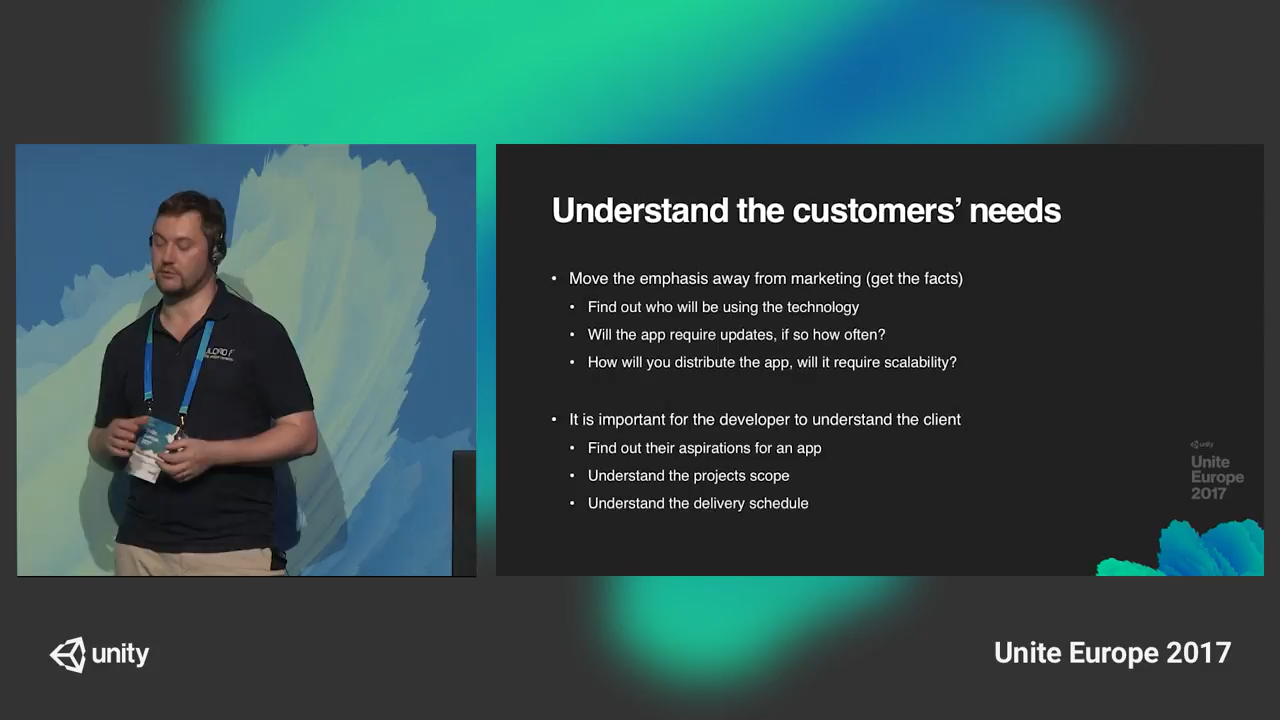 Understand the customers’ needs
• Move the emphasis away from marketing (get the facts)
• Find out who will be using the technology
• Will the app require updates, if so how often?
• How will you distribute the app, will it require scalability?
• It is important for the developer to understand the client
• Find out their aspirations for an app
• Understand the projects scope
• Understand the delivery schedule
unity
Unite
Europe
2017
unity
Unite Europe 2017